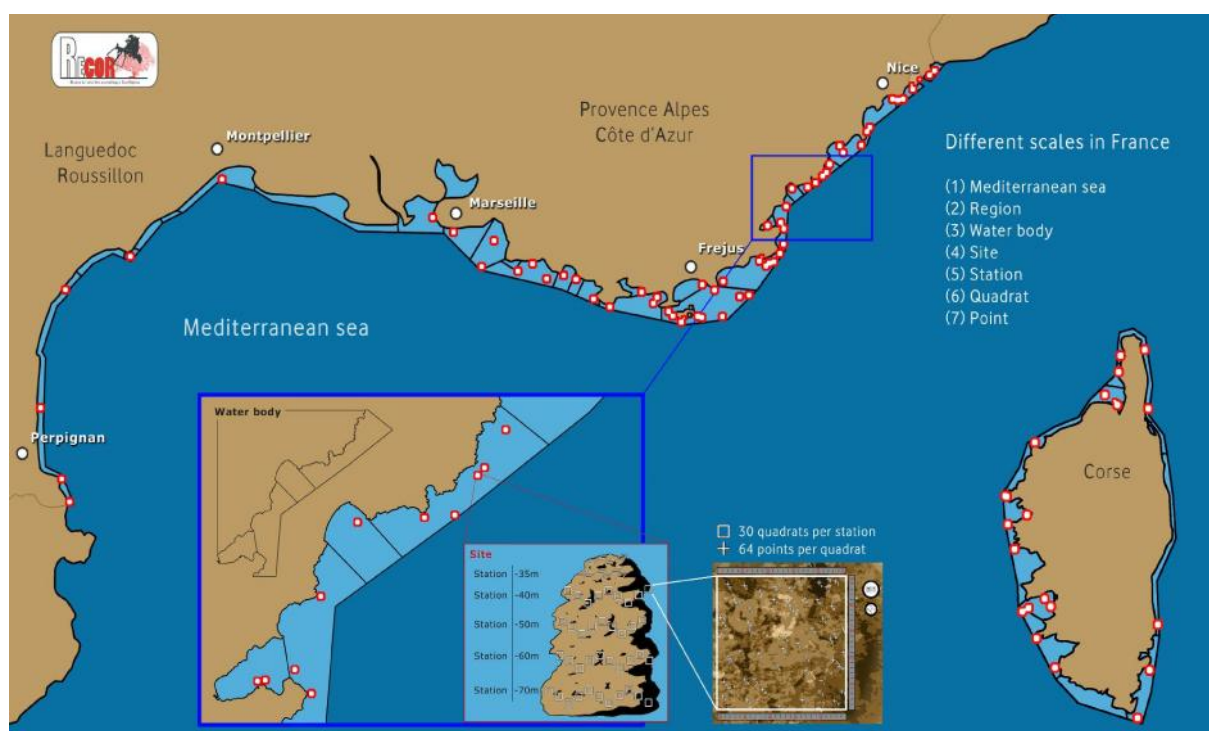 RECOR
Languedoc
Roussillon
Montpellier
Provence Alpes
Côte d'Azur
Nice
Marseille
Frejus
Different scales in France
(1) Mediterranean sea
(2) Region
(3) Water body
(4) Site
(5) Station
(6) Quadrat
(7) Point
Mediterranean sea
Perpignan
Corse
Water body
30 quadrats per station
64 points per quadrat
Site
Station -35m
Station -40m
Station -50m
Station -60m
Station -70m